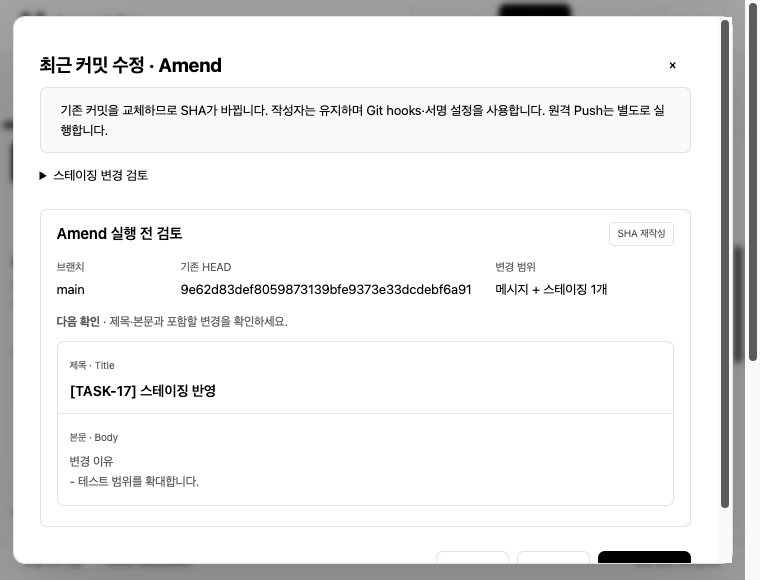 최근 커밋 수정 · Amend
×
기존 커밋을 교체하므로 SHA가 바뀝니다. 작성자는 유지하며 Git hooks·서명 설정을 사용합니다. 원격 Push는 별도로 실
행합니다.
▶ 스테이징 변경 검토
Amend 실행 전 검토
SHA 재작성
브랜치
main
기존 HEAD
9e62d83def8059873139bfe9373e33dcdebf6a91
변경 범위
메시지 + 스테이징 1개
다음 확인 · 제목·본문과 포함할 변경을 확인하세요.
제목 · Title
[TASK-17] 스테이징 반영
본문 · Body
변경 이유
- 테스트 범위를 확대합니다.